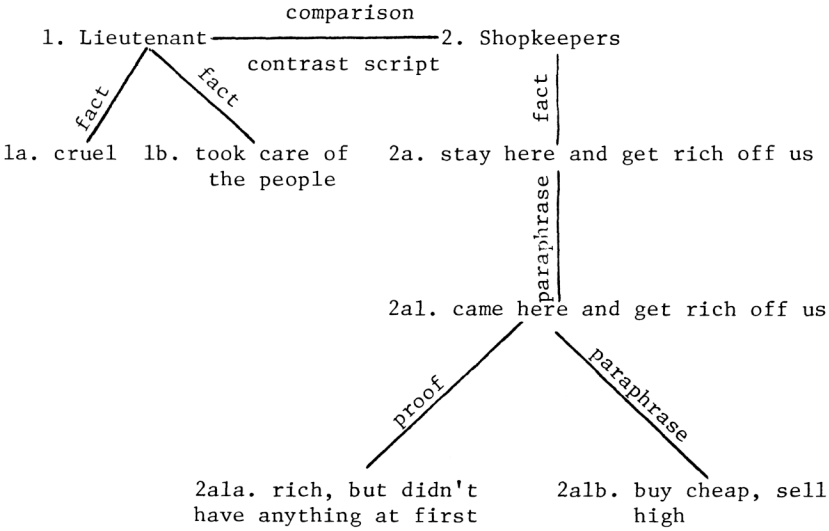 comparison
1. Lieutenant 2. Shopkeepers
contrast script
fact
fact
fact
1a. cruel 1b. took care of 2a. stay here and get rich off us
the people
paraphrase
2a1. came here and get rich off us
proof
paraphrase
2a1a. rich, but didn't 2a1b. buy cheap, sell
have anything at first high